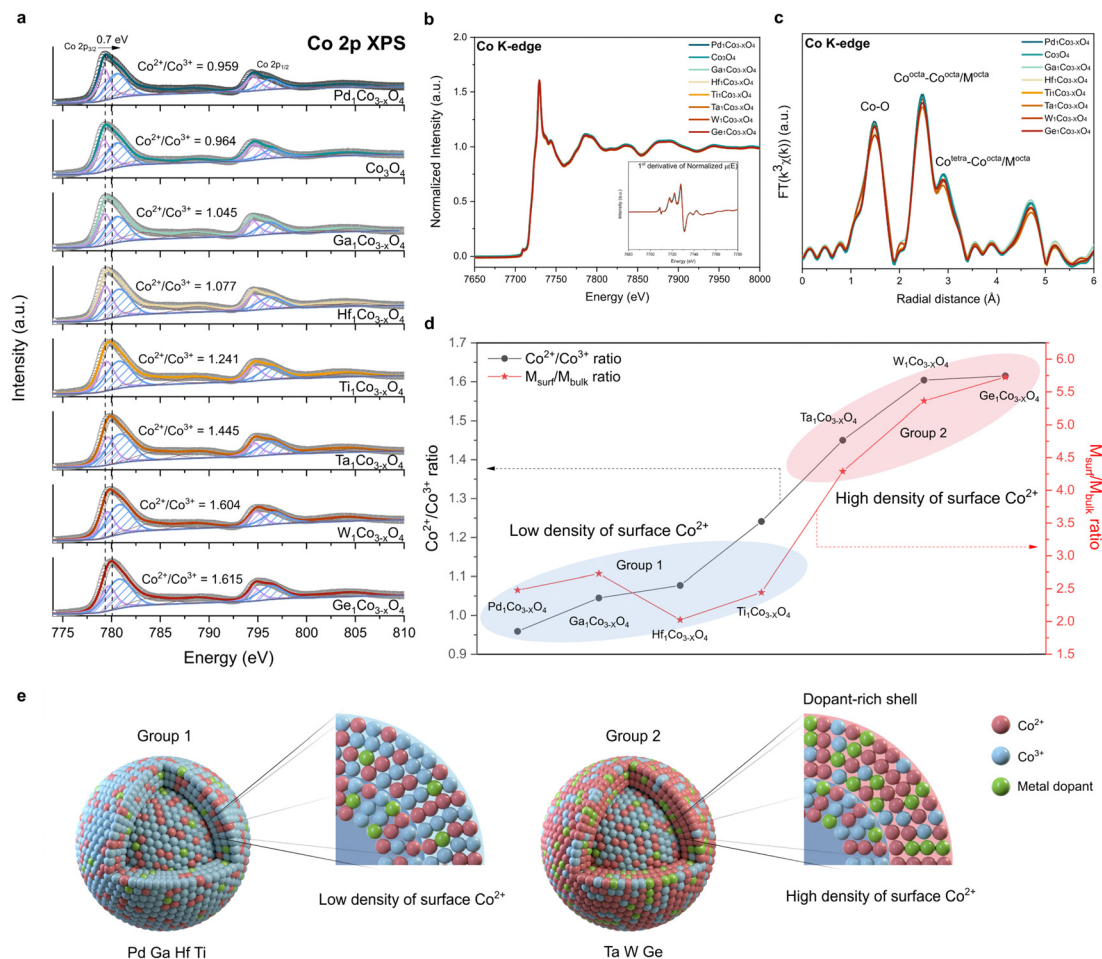 a
0.7 eV
Co 2p XPS
Co 2p₃/₂
Co 2p₁/₂
Co²⁺/Co³⁺ = 0.959
Pd₁Co₃₋ₓO₄
Co²⁺/Co³⁺ = 0.964
Co₃O₄
Co²⁺/Co³⁺ = 1.045
Ga₁Co₃₋ₓO₄
Co²⁺/Co³⁺ = 1.077
Hf₁Co₃₋ₓO₄
Co²⁺/Co³⁺ = 1.241
Ti₁Co₃₋ₓO₄
Co²⁺/Co³⁺ = 1.445
Ta₁Co₃₋ₓO₄
Co²⁺/Co³⁺ = 1.604
W₁Co₃₋ₓO₄
Co²⁺/Co³⁺ = 1.615
Ge₁Co₃₋ₓO₄
775 780 785 790 795 800 805 810
Energy (eV)
Intensity (a.u.)
b
Co K-edge
Pd₁Co₃₋ₓO₄
Co₃O₄
Ga₁Co₃₋ₓO₄
Hf₁Co₃₋ₓO₄
Ti₁Co₃₋ₓO₄
Ta₁Co₃₋ₓO₄
W₁Co₃₋ₓO₄
Ge₁Co₃₋ₓO₄
2.0
1.5
1.0
0.5
0.0
Normalized Intensity (a.u.)
1ˢᵗ derivative of Normalized μ(E)
Intensity (a.u.)
7680 7700 7720 7740 7760 7780
Energy (eV)
7650 7700 7750 7800 7850 7900 7950 8000
Energy (eV)
c
Co K-edge
Pd₁Co₃₋ₓO₄
Co₃O₄
Ga₁Co₃₋ₓO₄
Hf₁Co₃₋ₓO₄
Ti₁Co₃₋ₓO₄
Ta₁Co₃₋ₓO₄
W₁Co₃₋ₓO₄
Ge₁Co₃₋ₓO₄
Coᵒᶜᵗᵃ-Coᵒᶜᵗᵃ/Mᵒᶜᵗᵃ
Co-O
Coᵗᵉᵗʳᵃ-Coᵒᶜᵗᵃ/Mᵒᶜᵗᵃ
FT(k³χ(k)) (a.u.)
0 1 2 3 4 5 6
Radial distance (Å)
d
1.7
1.6
1.5
1.4
1.3
1.2
1.1
1.0
0.9
Co²⁺/Co³⁺ ratio
Co²⁺/Co³⁺ ratio
M_surf/M_bulk ratio
W₁Co₃₋ₓO₄
Ge₁Co₃₋ₓO₄
Ta₁Co₃₋ₓO₄
Group 2
High density of surface Co²⁺
Low density of surface Co²⁺
Group 1
Pd₁Co₃₋ₓO₄
Ga₁Co₃₋ₓO₄
Hf₁Co₃₋ₓO₄
Ti₁Co₃₋ₓO₄
6.0
5.5
5.0
4.5
4.0
3.5
3.0
2.5
2.0
1.5
M_surf/M_bulk ratio
e
Group 1
Low density of surface Co²⁺
Pd Ga Hf Ti
Group 2
Dopant-rich shell
High density of surface Co²⁺
Ta W Ge
Co²⁺
Co³⁺
Metal dopant